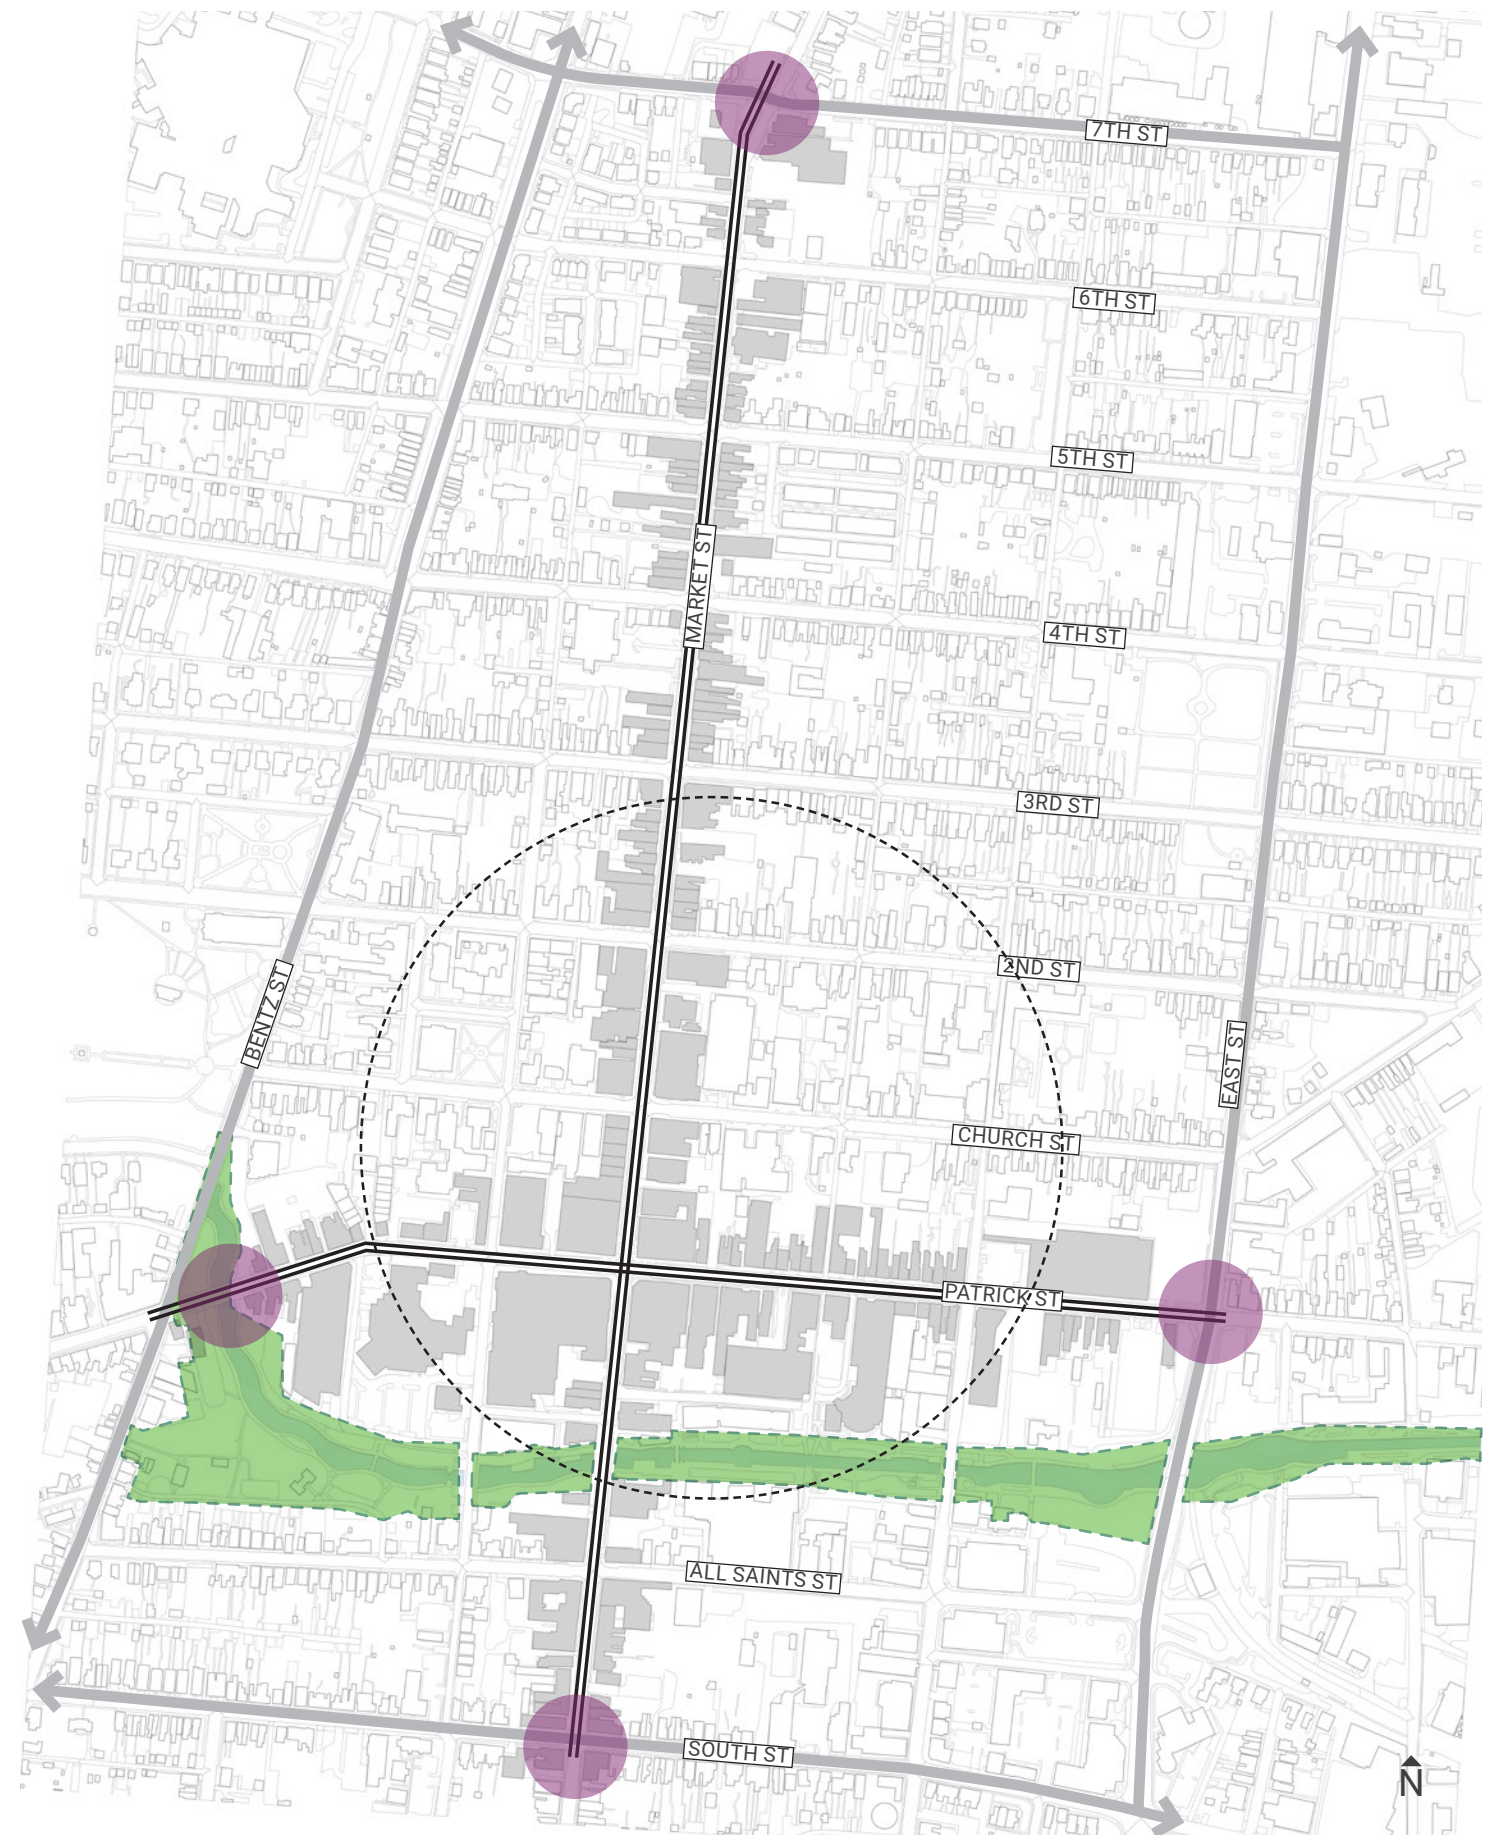 7TH ST
6TH ST
5TH ST
MARKET ST
4TH ST
3RD ST
2ND ST
BENTZ ST
EAST ST
CHURCH ST
PATRICK ST
ALL SAINTS ST
SOUTH ST
N